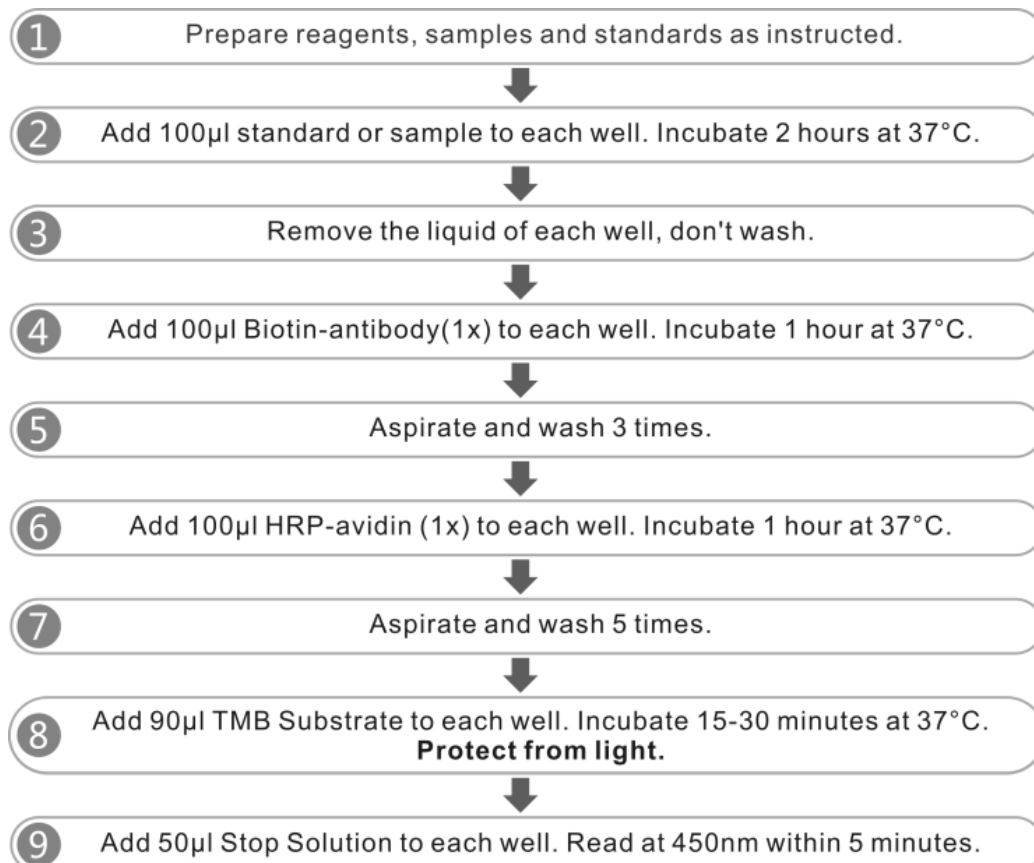 1 Prepare reagents, samples and standards as instructed.
2 Add 100μl standard or sample to each well. Incubate 2 hours at 37°C.
3 Remove the liquid of each well, don't wash.
4 Add 100μl Biotin-antibody(1x) to each well. Incubate 1 hour at 37°C.
5 Aspirate and wash 3 times.
6 Add 100μl HRP-avidin (1x) to each well. Incubate 1 hour at 37°C.
7 Aspirate and wash 5 times.
8 Add 90μl TMB Substrate to each well. Incubate 15-30 minutes at 37°C.
Protect from light.
9 Add 50μl Stop Solution to each well. Read at 450nm within 5 minutes.